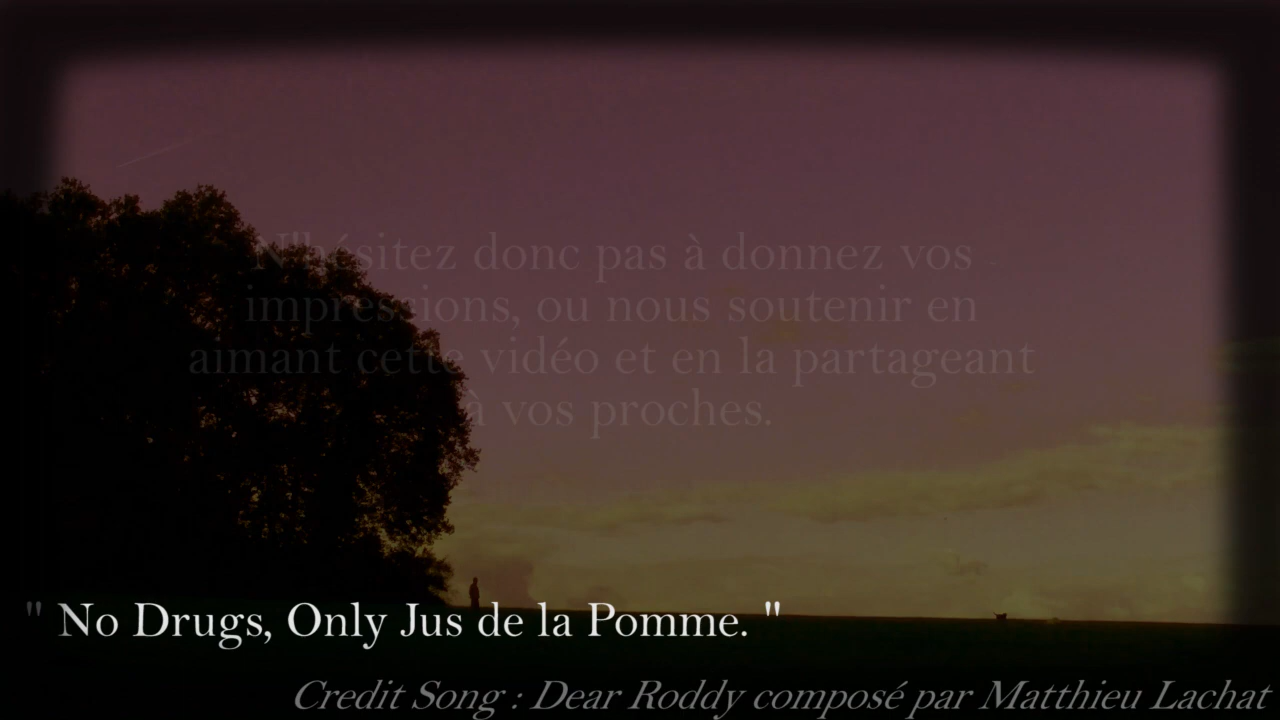 N'hésitez donc pas à donnez vos
impressions, ou nous soutenir en
aimant cette vidéo et en la partageant
à vos proches.
" No Drugs, Only Jus de la Pomme. "
Credit Song : Dear Roddy composé par Matthieu Lachat